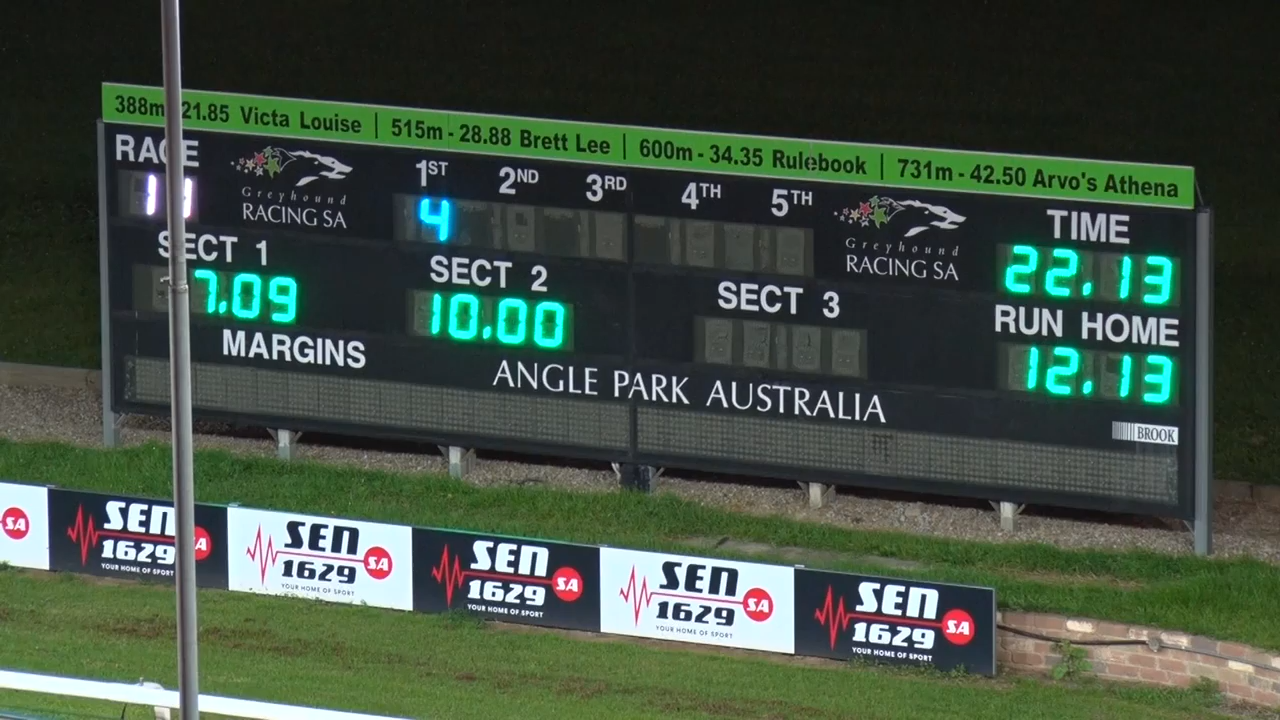 388m 21.85 Victa Louise | 515m - 28.88 Brett Lee | 600m - 34.35 Rulebook | 731m - 42.50 Arvo's Athena
RACE
11
Greyhound
RACING SA
1ST 2ND 3RD 4TH 5TH
4
Greyhound
RACING SA
TIME
22.13
SECT 1
7.09
SECT 2
10.00
SECT 3
RUN HOME
12.13
MARGINS
ANGLE PARK AUSTRALIA
BROOK
SA
SEN
1629
YOUR HOME OF SPORT
SEN
1629
SA
YOUR HOME OF SPORT
SEN
1629
SA
YOUR HOME OF SPORT
SEN
1629
SA
YOUR HOME OF SPORT
SEN
1629
SA
YOUR HOME OF SPORT